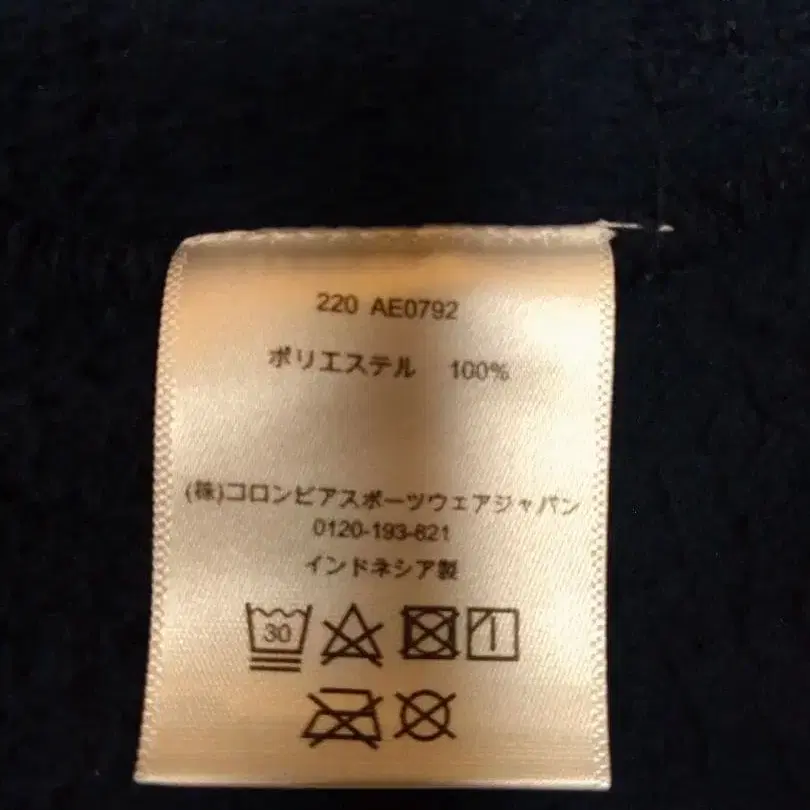 220 AE0792
ポリエステル 100%
(株)コロンビアスポーツウェアジャパン
0120-193-821
インドネシア製
30